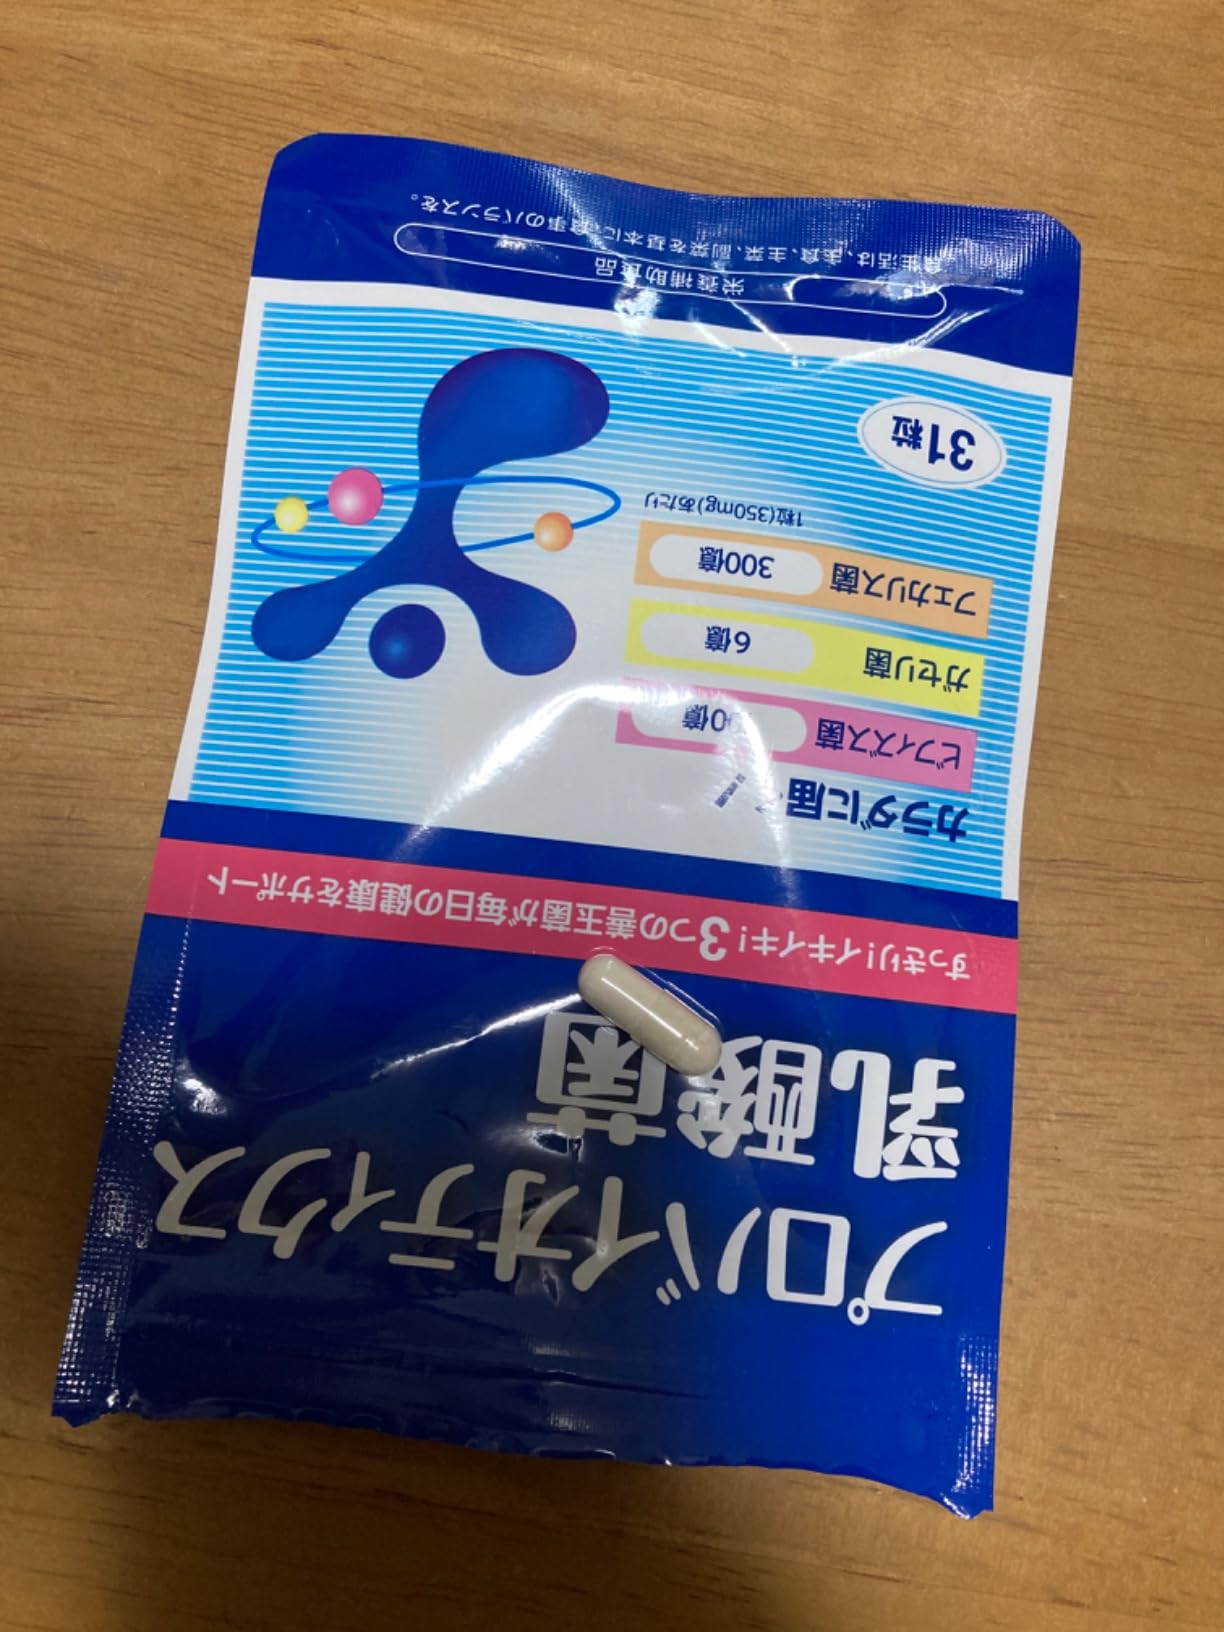 プロバイオティクス
乳酸菌
すっきり!イキイキ!3つの善玉菌が毎日の健康をサポート
カラダに届
ビフィズス菌
ガセリ菌 6億
フェカリス菌 300億
1粒(350mg)あたり
31粒
栄養補助食品
食生活は、主食、主菜、副菜を基本に、食事のバランスを。